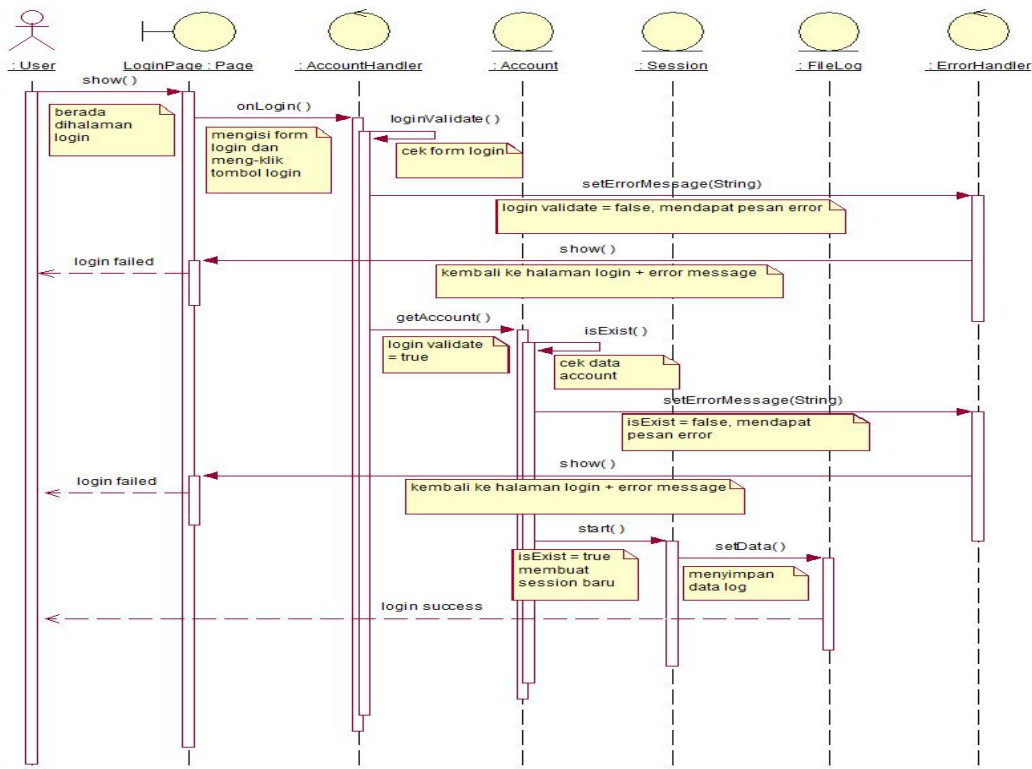 : User
LoginPage : Page
: AccountHandler
: Account
: Session
: FileLog
: ErrorHandler
show( )
berada
dihalaman
login
onLogin( )
mengisi form
login dan
meng-klik
tombol login
loginValidate( )
cek form login
setErrorMessage(String)
login validate = false, mendapat pesan error
show( )
login failed
kembali ke halaman login + error message
getAccount( )
login validate
= true
isExist( )
cek data
account
setErrorMessage(String)
isExist = false, mendapat
pesan error
show( )
login failed
kembali ke halaman login + error message
start( )
isExist = true
membuat
session baru
setData( )
menyimpan
data log
login success